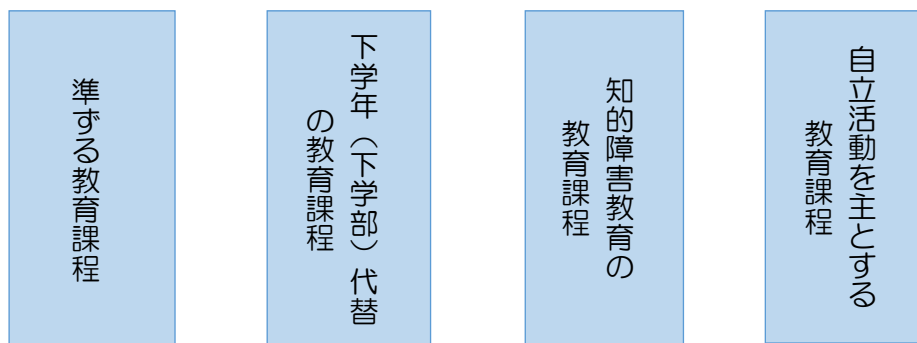 準ずる教育課程
下学年（下学部）代替
の教育課程
知的障害教育の
教育課程
自立活動を主とする
教育課程